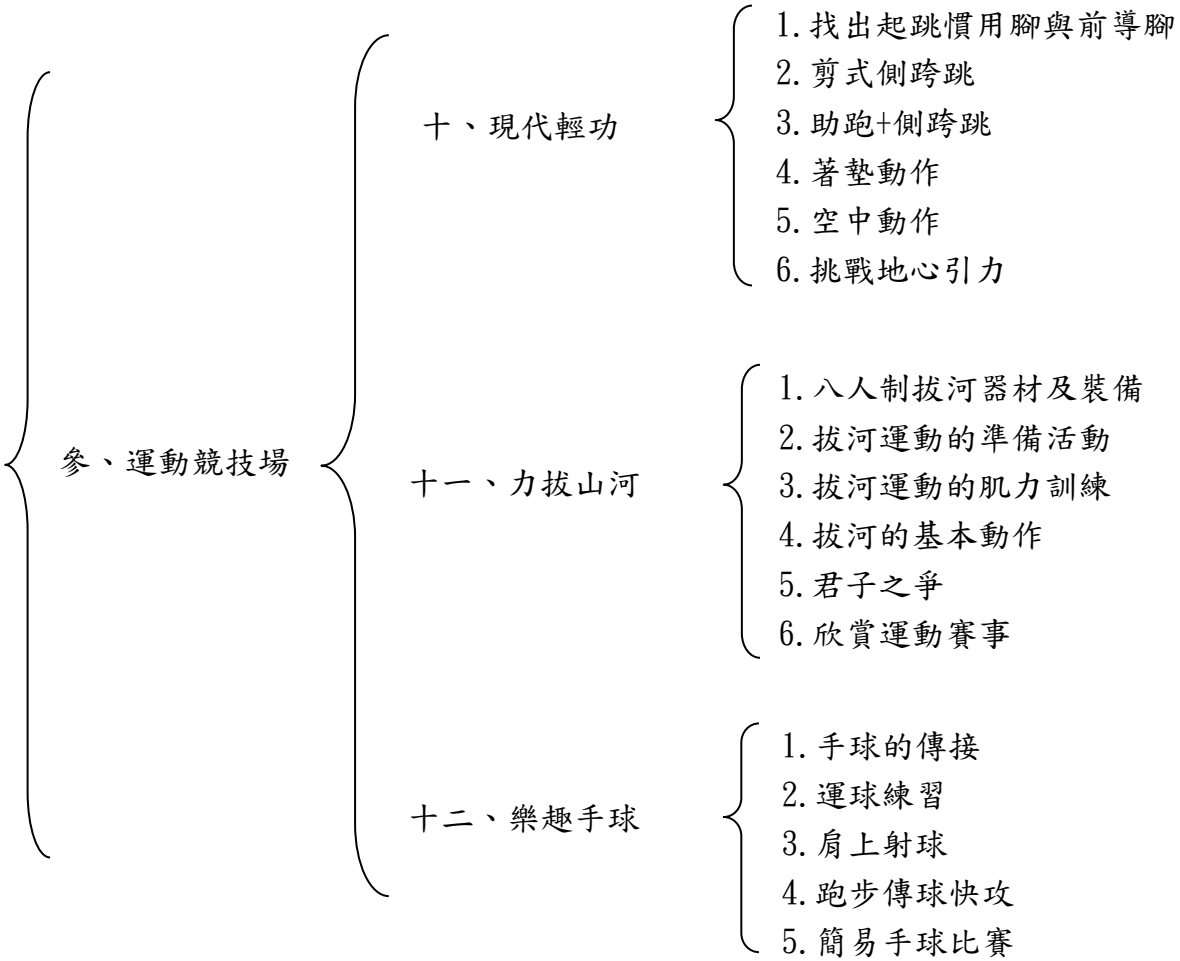 參、運動競技場
十、現代輕功
1.找出起跳慣用腳與前導腳
2.剪式側跨跳
3.助跑+側跨跳
4.著墊動作
5.空中動作
6.挑戰地心引力
十一、力拔山河
1.八人制拔河器材及裝備
2.拔河運動的準備活動
3.拔河運動的肌力訓練
4.拔河的基本動作
5.君子之爭
6.欣賞運動賽事
十二、樂趣手球
1.手球的傳接
2.運球練習
3.肩上射球
4.跑步傳球快攻
5.簡易手球比賽